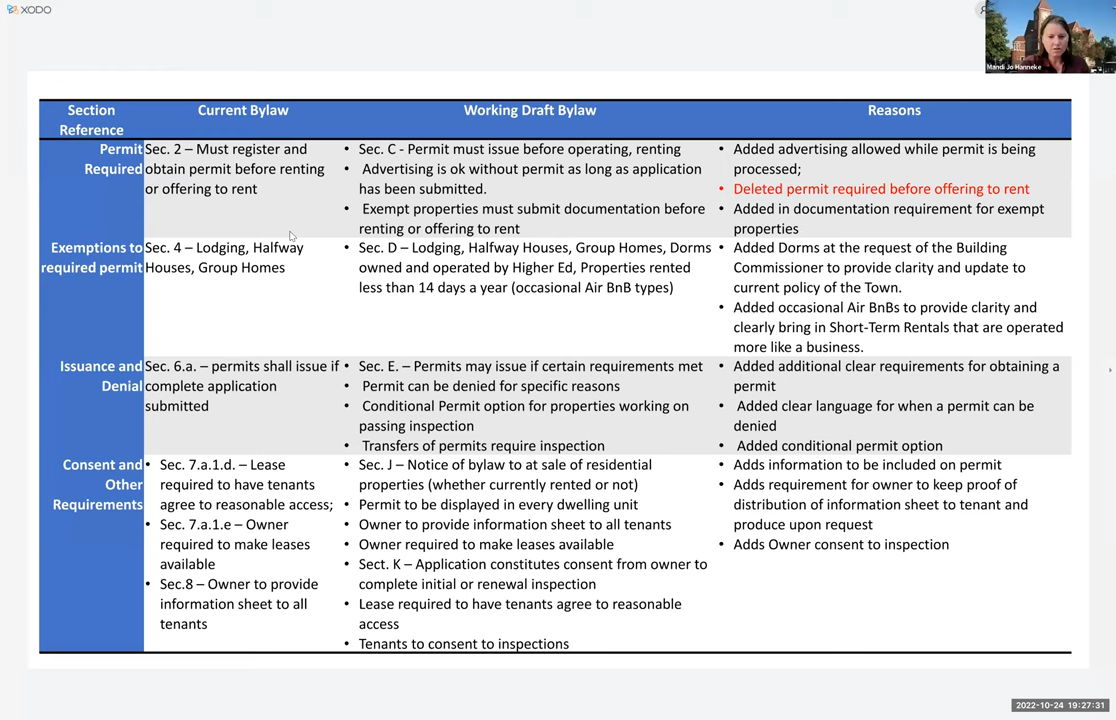 XODO
Mandi Jo Hanneke
Section
Reference
Current Bylaw
Working Draft Bylaw
Reasons
Permit
Required
Sec. 2 – Must register and
obtain permit before renting
or offering to rent
• Sec. C - Permit must issue before operating, renting
• Advertising is ok without permit as long as application
has been submitted.
• Exempt properties must submit documentation before
renting or offering to rent
• Added advertising allowed while permit is being
processed;
• Deleted permit required before offering to rent
• Added in documentation requirement for exempt
properties
Exemptions to
required permit
Sec. 4 – Lodging, Halfway
Houses, Group Homes
• Sec. D – Lodging, Halfway Houses, Group Homes, Dorms
owned and operated by Higher Ed, Properties rented
less than 14 days a year (occasional Air BnB types)
• Added Dorms at the request of the Building
Commissioner to provide clarity and update to
current policy of the Town.
• Added occasional Air BnBs to provide clarity and
clearly bring in Short-Term Rentals that are operated
more like a business.
Issuance and
Denial
Sec. 6.a. – permits shall issue if
complete application
submitted
• Sec. E. – Permits may issue if certain requirements met
• Permit can be denied for specific reasons
• Conditional Permit option for properties working on
passing inspection
• Transfers of permits require inspection
• Added additional clear requirements for obtaining a
permit
• Added clear language for when a permit can be
denied
• Added conditional permit option
Consent and
Other
Requirements
• Sec. 7.a.1.d. – Lease
required to have tenants
agree to reasonable access;
• Sec. 7.a.1.e – Owner
required to make leases
available
• Sec.8 – Owner to provide
information sheet to all
tenants
• Sec. J – Notice of bylaw to at sale of residential
properties (whether currently rented or not)
• Permit to be displayed in every dwelling unit
• Owner to provide information sheet to all tenants
• Owner required to make leases available
• Sect. K – Application constitutes consent from owner to
complete initial or renewal inspection
• Lease required to have tenants agree to reasonable
access
• Tenants to consent to inspections
• Adds information to be included on permit
• Adds requirement for owner to keep proof of
distribution of information sheet to tenant and
produce upon request
• Adds Owner consent to inspection
2022-10-24 19:27:31